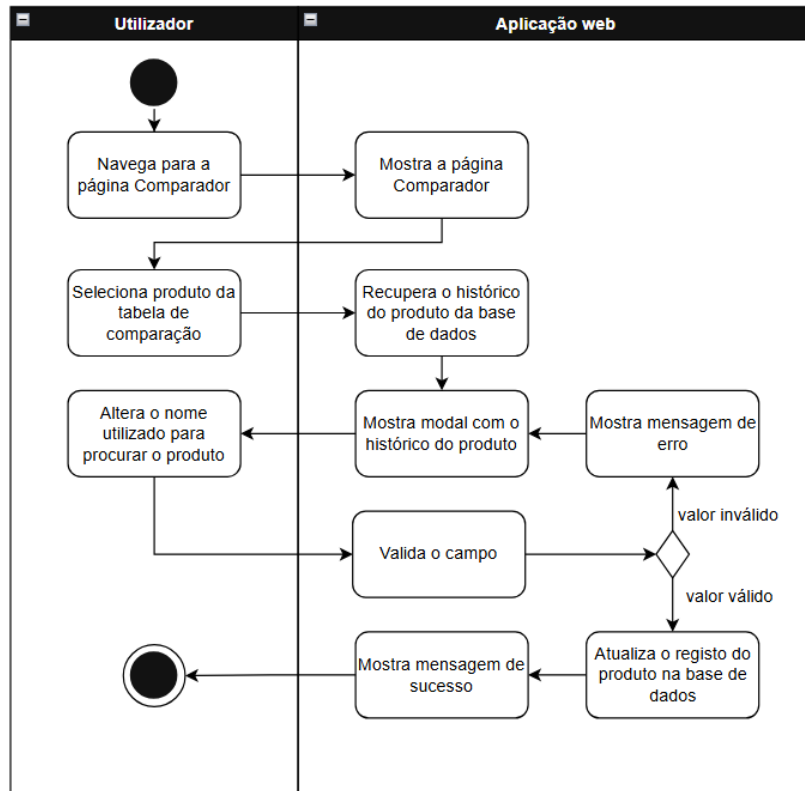 Utilizador
Aplicação web
Navega para a
página Comparador
Mostra a página
Comparador
Seleciona produto da
tabela de
comparação
Recupera o histórico
do produto da base
de dados
Altera o nome
utilizado para
procurar o produto
Mostra modal com o
histórico do produto
Mostra mensagem de
erro
valor inválido
Valida o campo
valor válido
Mostra mensagem de
sucesso
Atualiza o registo do
produto na base de
dados